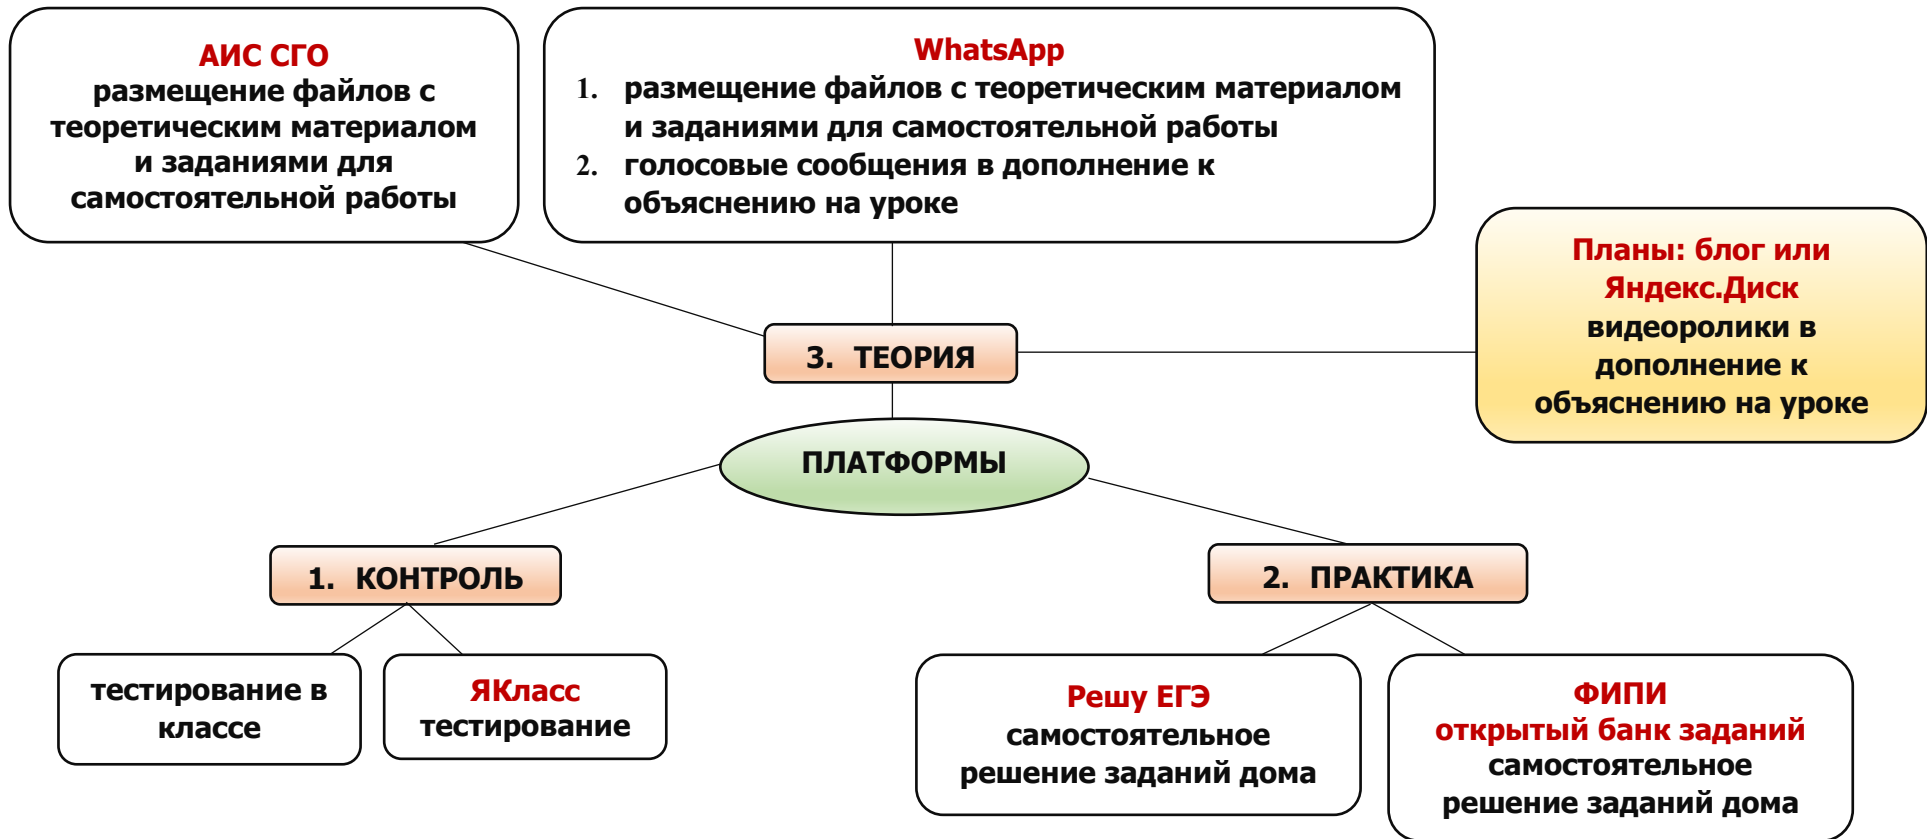 АИС СГО
размещение файлов с
теоретическим материалом
и заданиями для
самостоятельной работы
WhatsApp
1. размещение файлов с теоретическим материалом
и заданиями для самостоятельной работы
2. голосовые сообщения в дополнение к
объяснению на уроке
Планы: блог или
Яндекс.Диск
видеоролики в
дополнение к
объяснению на уроке
3. ТЕОРИЯ
ПЛАТФОРМЫ
1. КОНТРОЛЬ
2. ПРАКТИКА
тестирование в
классе
ЯКласс
тестирование
Решу ЕГЭ
самостоятельное
решение заданий дома
ФИПИ
открытый банк заданий
самостоятельное
решение заданий дома